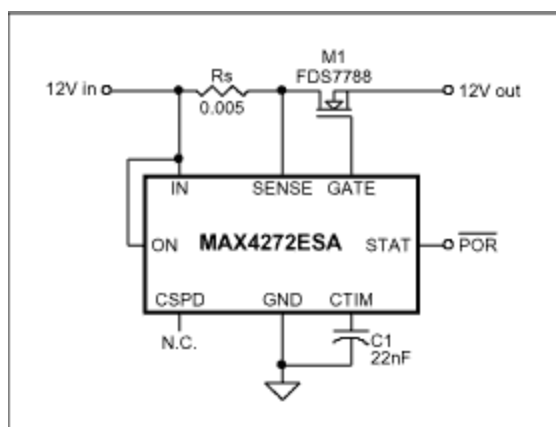 M1
FDS7788
12V in
Rs
0.005
12V out
IN
SENSE
GATE
ON
MAX4272ESA
STAT
POR
CSPD
GND
CTIM
N.C.
C1
22nF